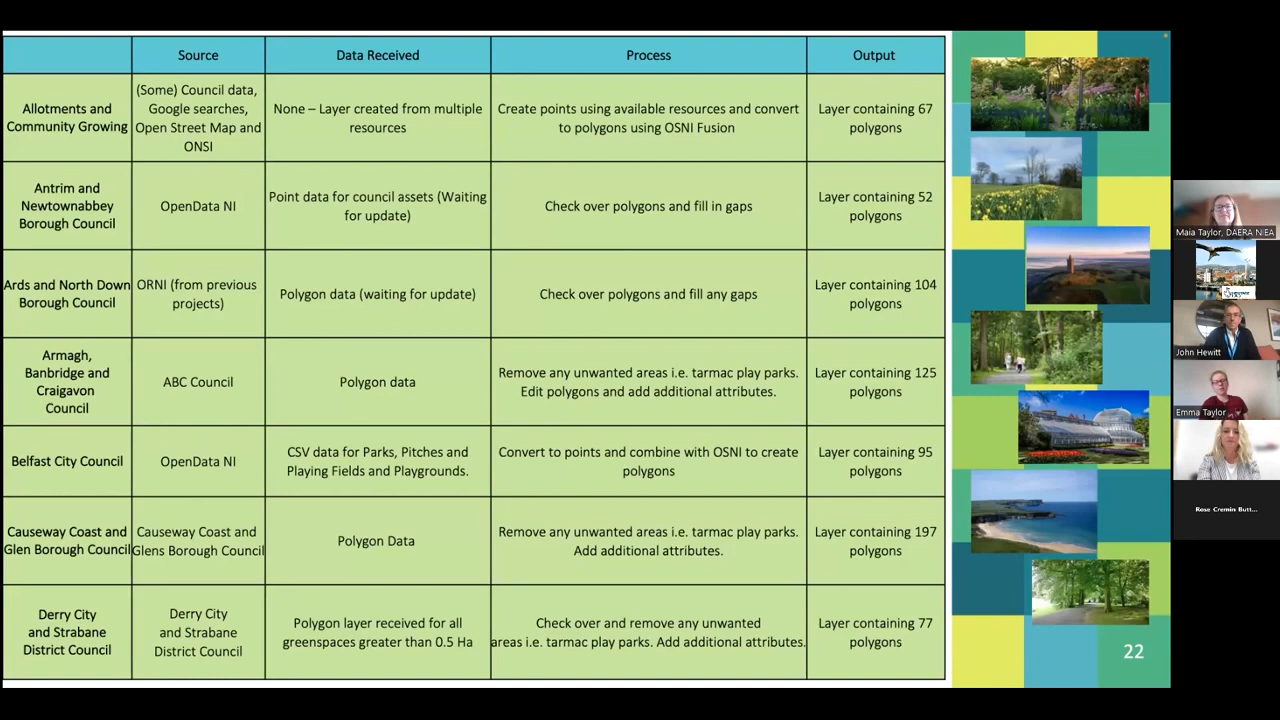 Source
Data Received
Process
Output
Allotments and
Community Growing
(Some) Council data,
Google searches,
Open Street Map and
ONSI
None – Layer created from multiple
resources
Create points using available resources and convert
to polygons using OSNI Fusion
Layer containing 67
polygons
Antrim and
Newtownabbey
Borough Council
OpenData NI
Point data for council assets (Waiting
for update)
Check over polygons and fill in gaps
Layer containing 52
polygons
Ards and North Down
Borough Council
ORNI (from previous
projects)
Polygon data (waiting for update)
Check over polygons and fill any gaps
Layer containing 104
polygons
Armagh,
Banbridge and
Craigavon
Council
ABC Council
Polygon data
Remove any unwanted areas i.e. tarmac play parks.
Edit polygons and add additional attributes.
Layer containing 125
polygons
Belfast City Council
OpenData NI
CSV data for Parks, Pitches and
Playing Fields and Playgrounds.
Convert to points and combine with OSNI to create
polygons
Layer containing 95
polygons
Causeway Coast and
Glen Borough Council
Causeway Coast and
Glens Borough Council
Polygon Data
Remove any unwanted areas i.e. tarmac play parks.
Add additional attributes.
Layer containing 197
polygons
Derry City
and Strabane
District Council
Derry City
and Strabane
District Council
Polygon layer received for all
greenspaces greater than 0.5 Ha
Check over and remove any unwanted
areas i.e. tarmac play parks. Add additional attributes.
Layer containing 77
polygons
22
Maia Taylor, DAERA NIEA
John Hewitt
Emma Taylor
Rose Cremin Butt...